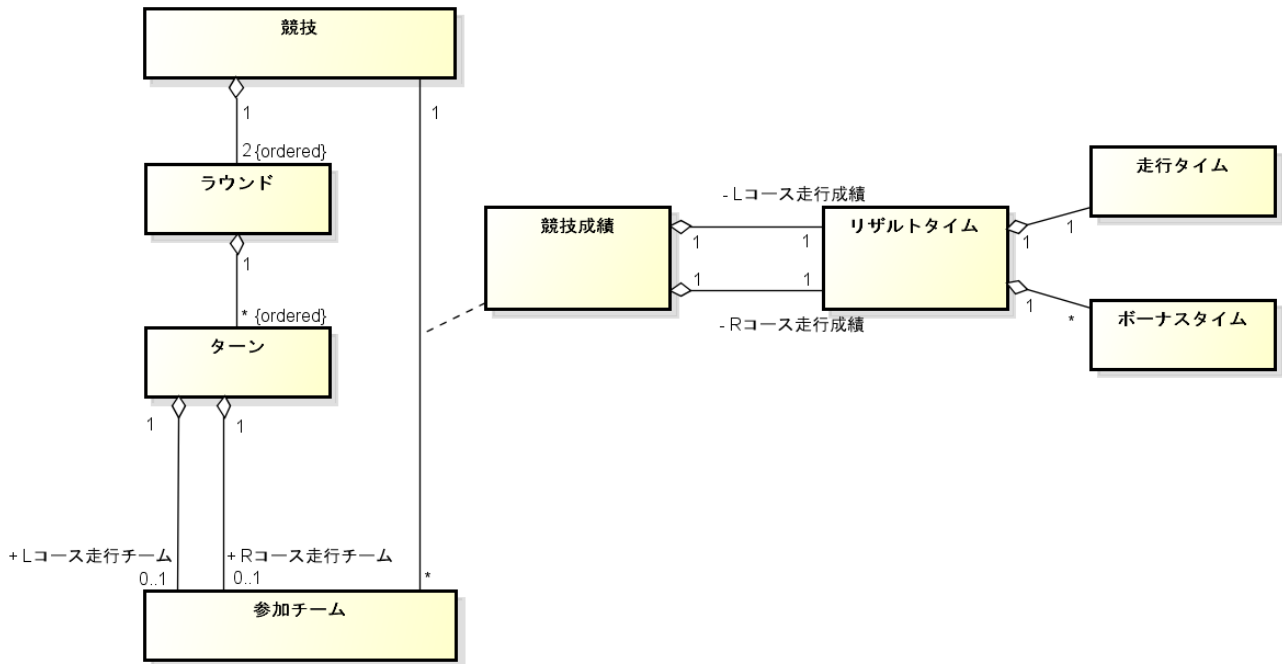 競技
1
1
2 {ordered}
ラウンド
1
* {ordered}
ターン
1
1
+ Lコース走行チーム
+ Rコース走行チーム
0..1
0..1
*
参加チーム
競技成績
- Lコース走行成績
1
1
1
1
- Rコース走行成績
リザルトタイム
1
1
1
*
走行タイム
ボーナスタイム